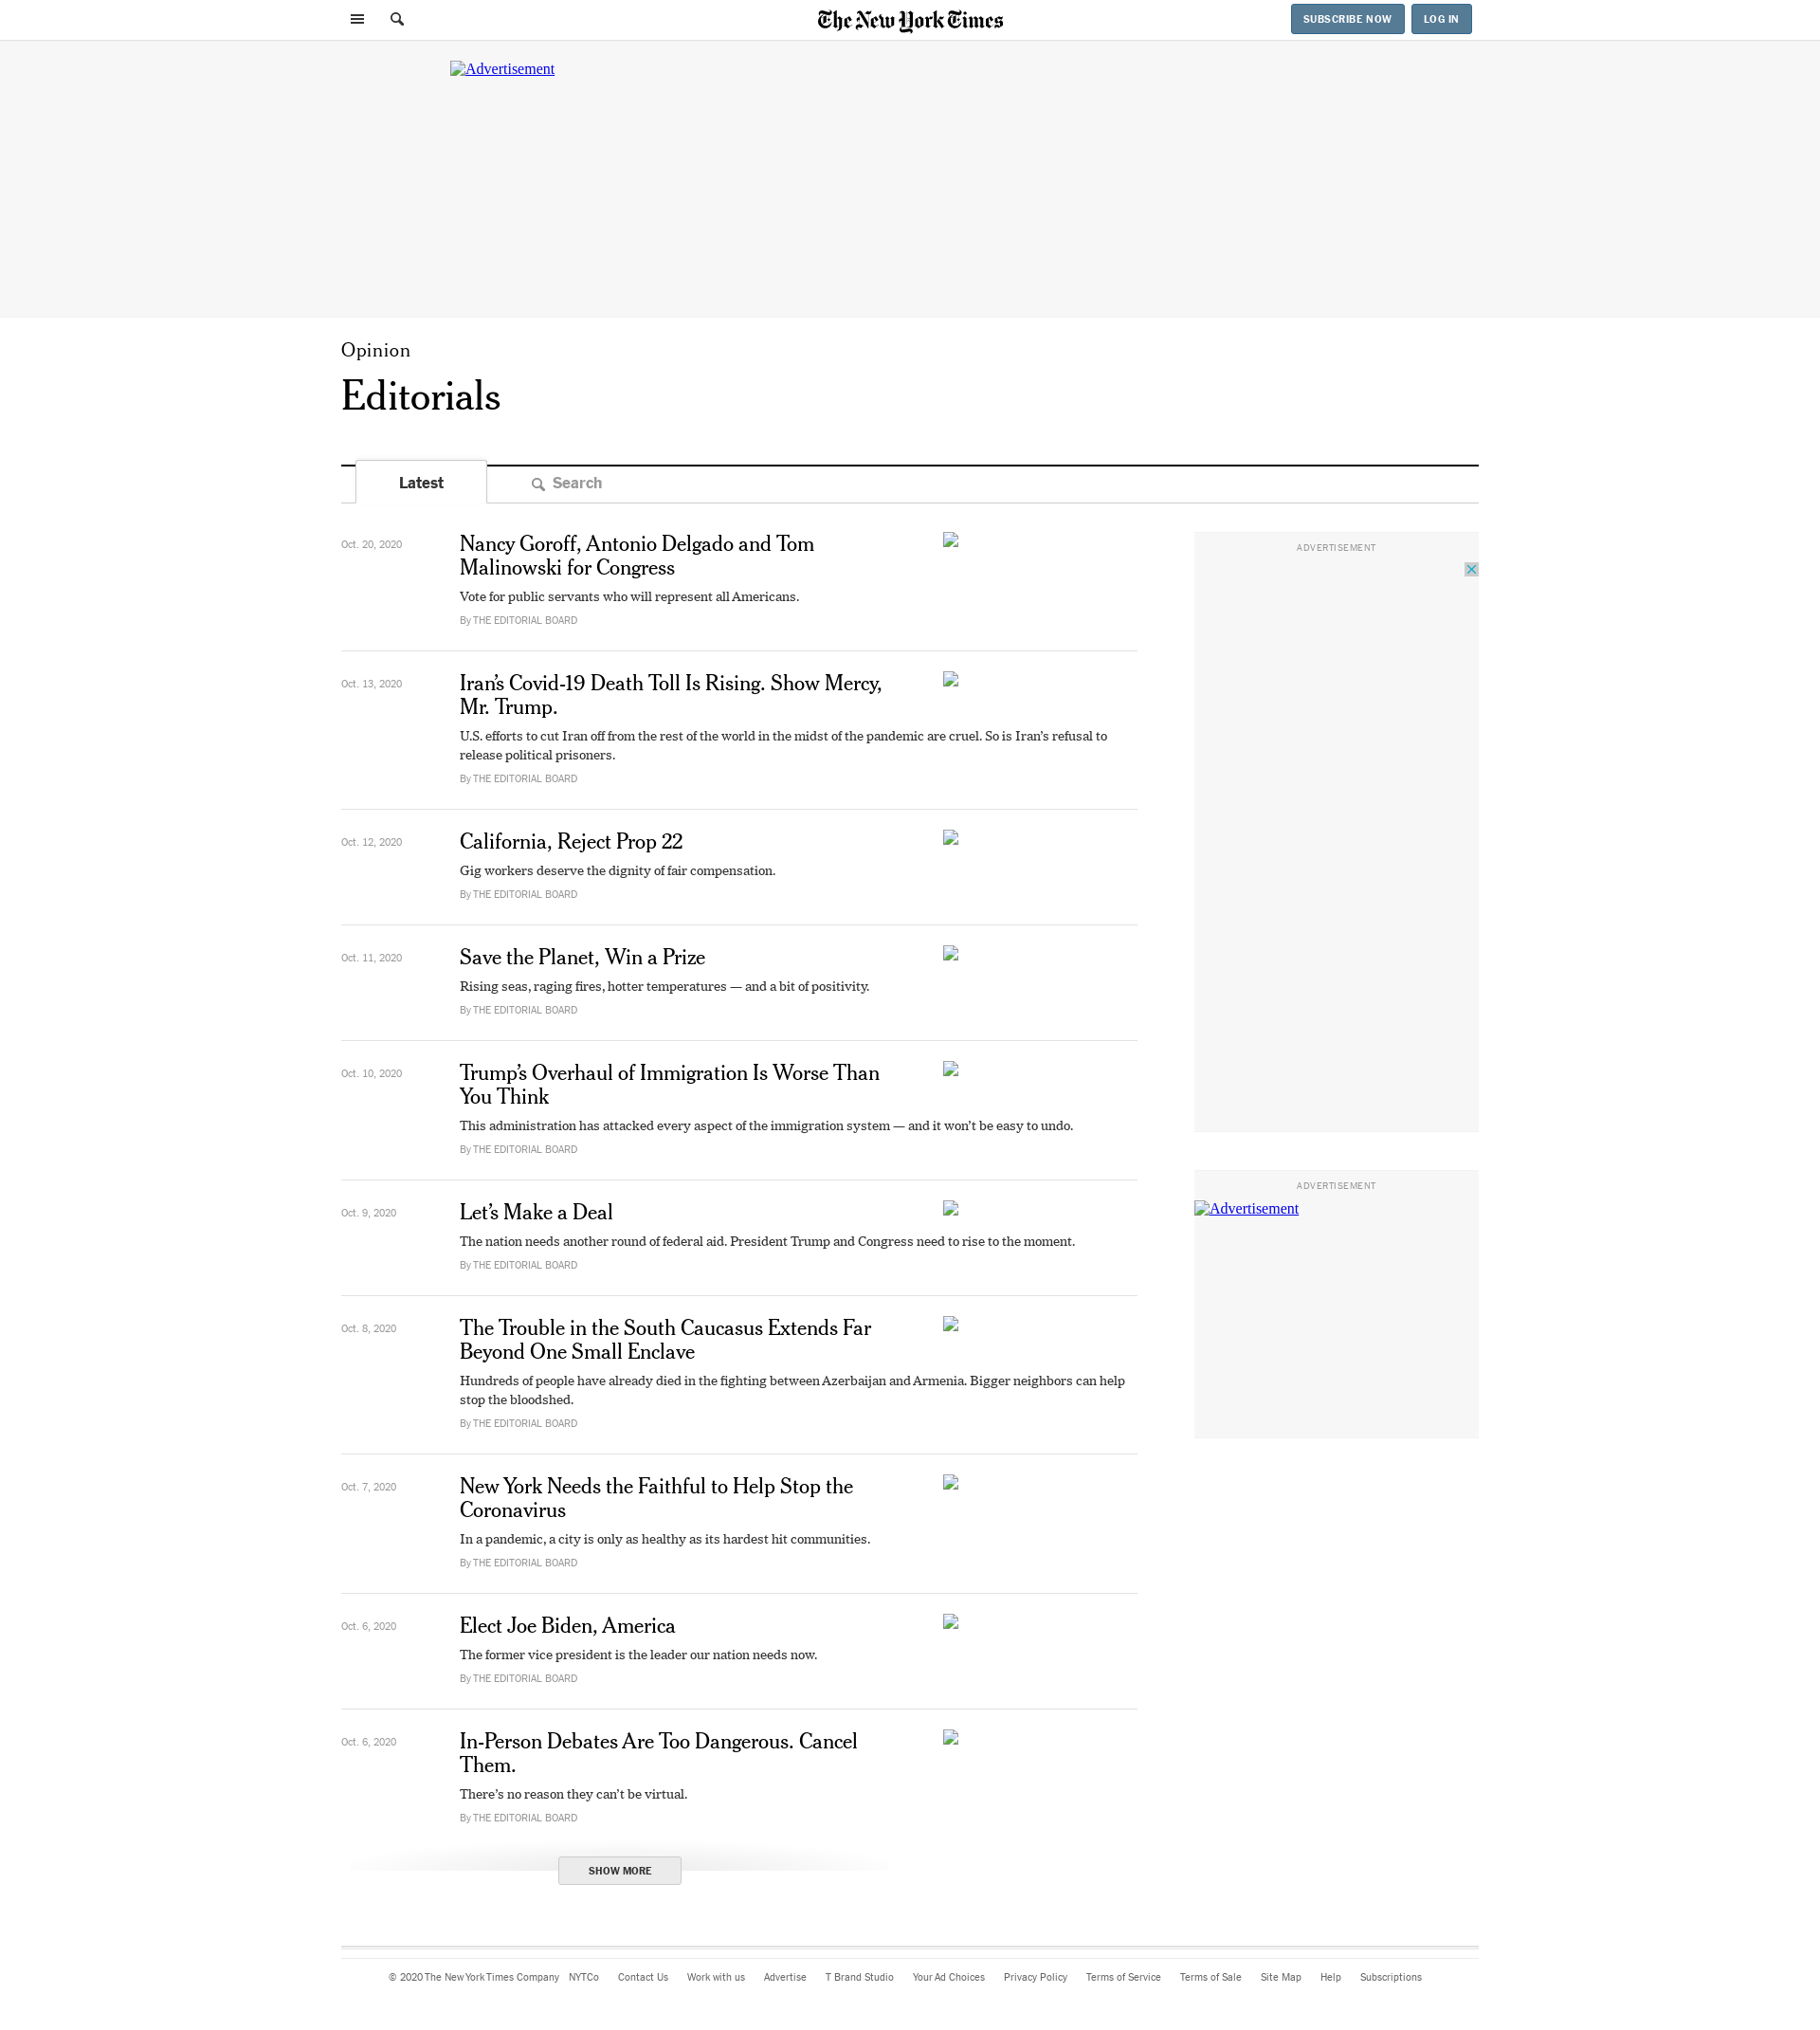 The New York Times
SUBSCRIBE NOW
LOG IN
Advertisement
Opinion
Editorials
Latest
Search
Oct. 20, 2020
Nancy Goroff, Antonio Delgado and Tom
Malinowski for Congress
Vote for public servants who will represent all Americans.
By THE EDITORIAL BOARD
Oct. 13, 2020
Iran’s Covid-19 Death Toll Is Rising. Show Mercy,
Mr. Trump.
U.S. efforts to cut Iran off from the rest of the world in the midst of the pandemic are cruel. So is Iran’s refusal to
release political prisoners.
By THE EDITORIAL BOARD
Oct. 12, 2020
California, Reject Prop 22
Gig workers deserve the dignity of fair compensation.
By THE EDITORIAL BOARD
Oct. 11, 2020
Save the Planet, Win a Prize
Rising seas, raging fires, hotter temperatures — and a bit of positivity.
By THE EDITORIAL BOARD
Oct. 10, 2020
Trump’s Overhaul of Immigration Is Worse Than
You Think
This administration has attacked every aspect of the immigration system — and it won’t be easy to undo.
By THE EDITORIAL BOARD
Oct. 9, 2020
Let’s Make a Deal
The nation needs another round of federal aid. President Trump and Congress need to rise to the moment.
By THE EDITORIAL BOARD
Oct. 8, 2020
The Trouble in the South Caucasus Extends Far
Beyond One Small Enclave
Hundreds of people have already died in the fighting between Azerbaijan and Armenia. Bigger neighbors can help
stop the bloodshed.
By THE EDITORIAL BOARD
Oct. 7, 2020
New York Needs the Faithful to Help Stop the
Coronavirus
In a pandemic, a city is only as healthy as its hardest hit communities.
By THE EDITORIAL BOARD
Oct. 6, 2020
Elect Joe Biden, America
The former vice president is the leader our nation needs now.
By THE EDITORIAL BOARD
Oct. 6, 2020
In-Person Debates Are Too Dangerous. Cancel
Them.
There’s no reason they can’t be virtual.
By THE EDITORIAL BOARD
SHOW MORE
ADVERTISEMENT
ADVERTISEMENT
Advertisement
© 2020 The New York Times Company NYTCo Contact Us Work with us Advertise T Brand Studio Your Ad Choices Privacy Policy Terms of Service Terms of Sale Site Map Help Subscriptions